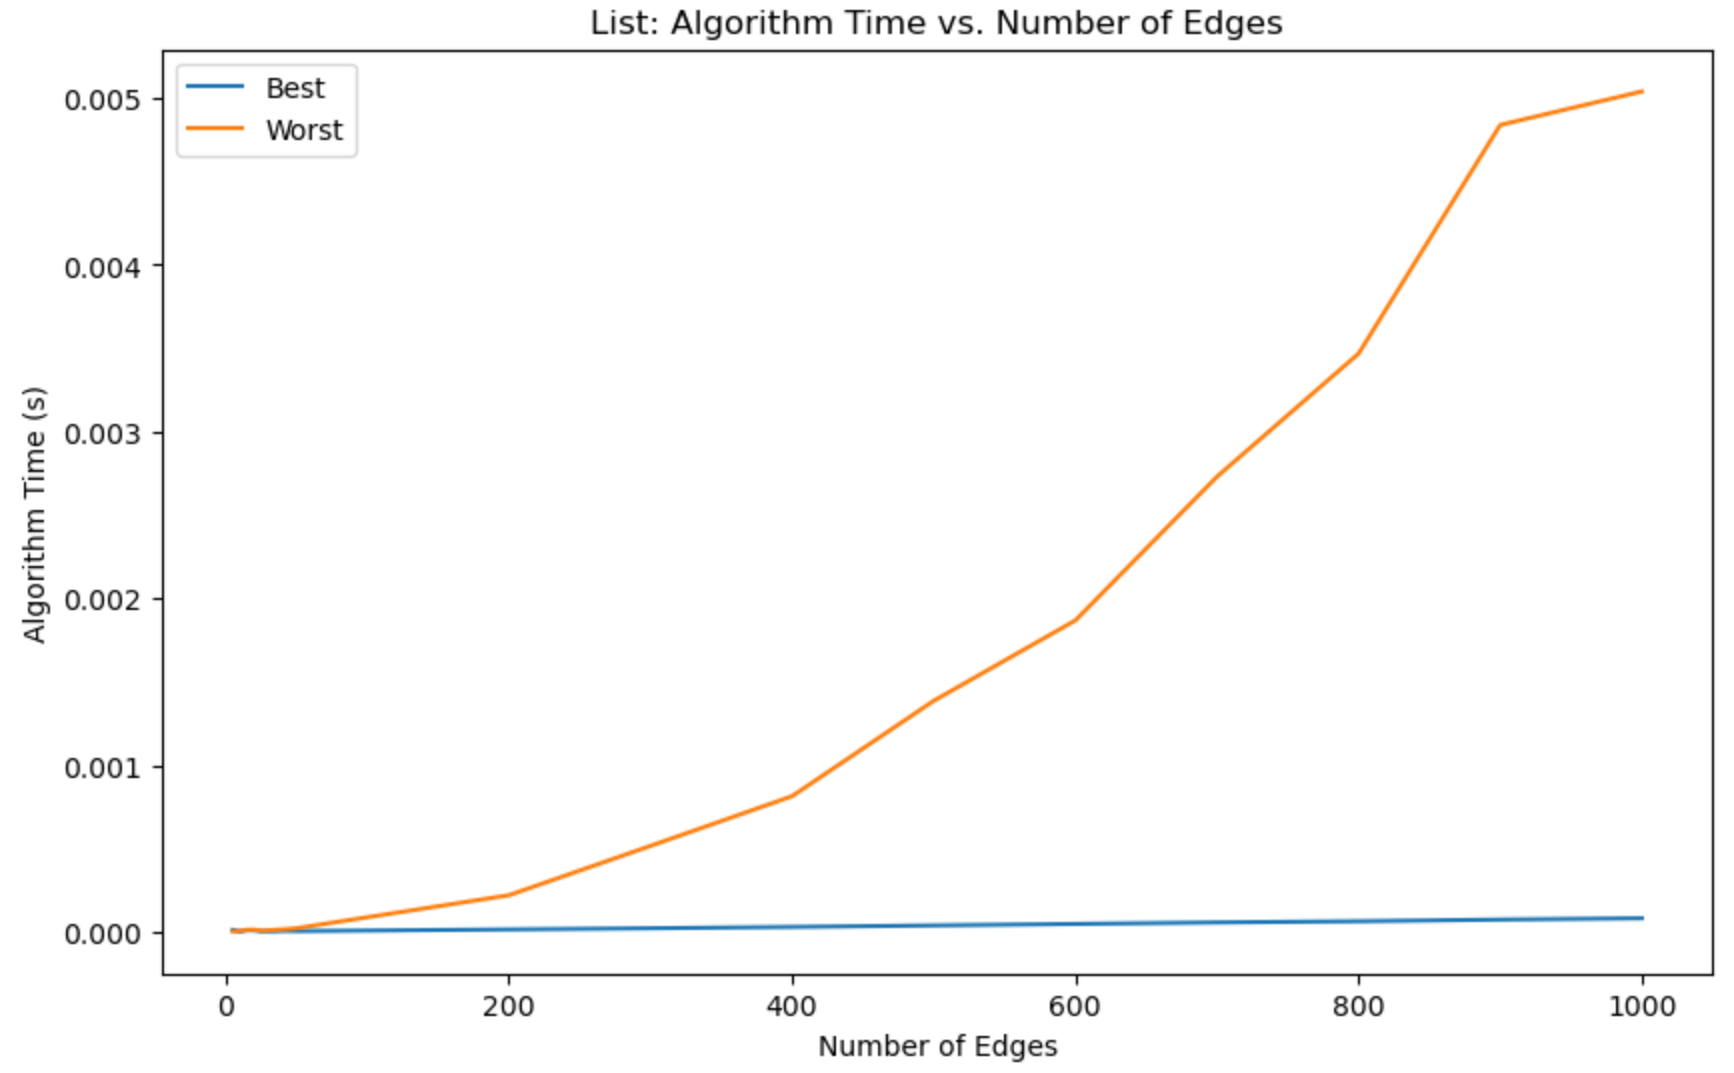 List: Algorithm Time vs. Number of Edges
Best
Worst
0.005
0.004
0.003
0.002
0.001
0.000
Algorithm Time (s)
0 200 400 600 800 1000
Number of Edges